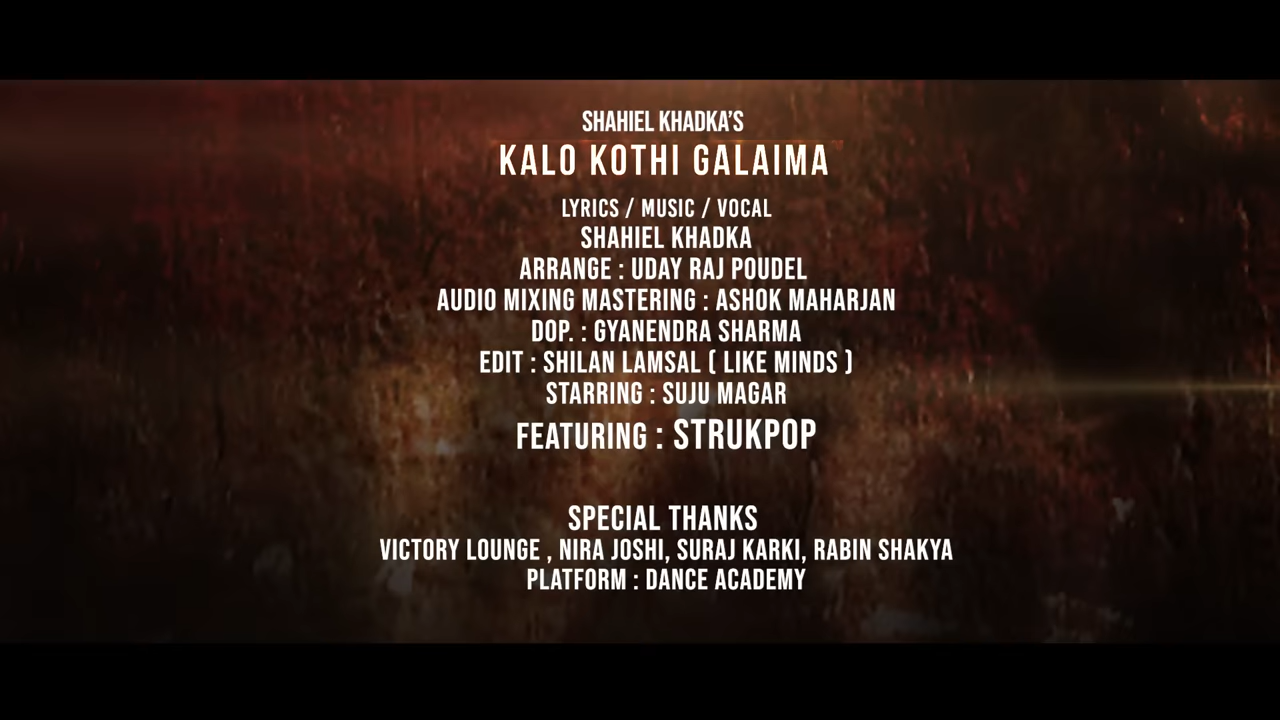 SHAHIEL KHADKA'S
KALO KOTHI GALAIMA
LYRICS / MUSIC / VOCAL
SHAHIEL KHADKA
ARRANGE : UDAY RAJ POUDEL
AUDIO MIXING MASTERING : ASHOK MAHARJAN
DOP. : GYANENDRA SHARMA
EDIT : SHILAN LAMSAL ( LIKE MINDS )
STARRING : SUJU MAGAR
FEATURING : STRUKPOP
SPECIAL THANKS
VICTORY LOUNGE , NIRA JOSHI, SURAJ KARKI, RABIN SHAKYA
PLATFORM : DANCE ACADEMY